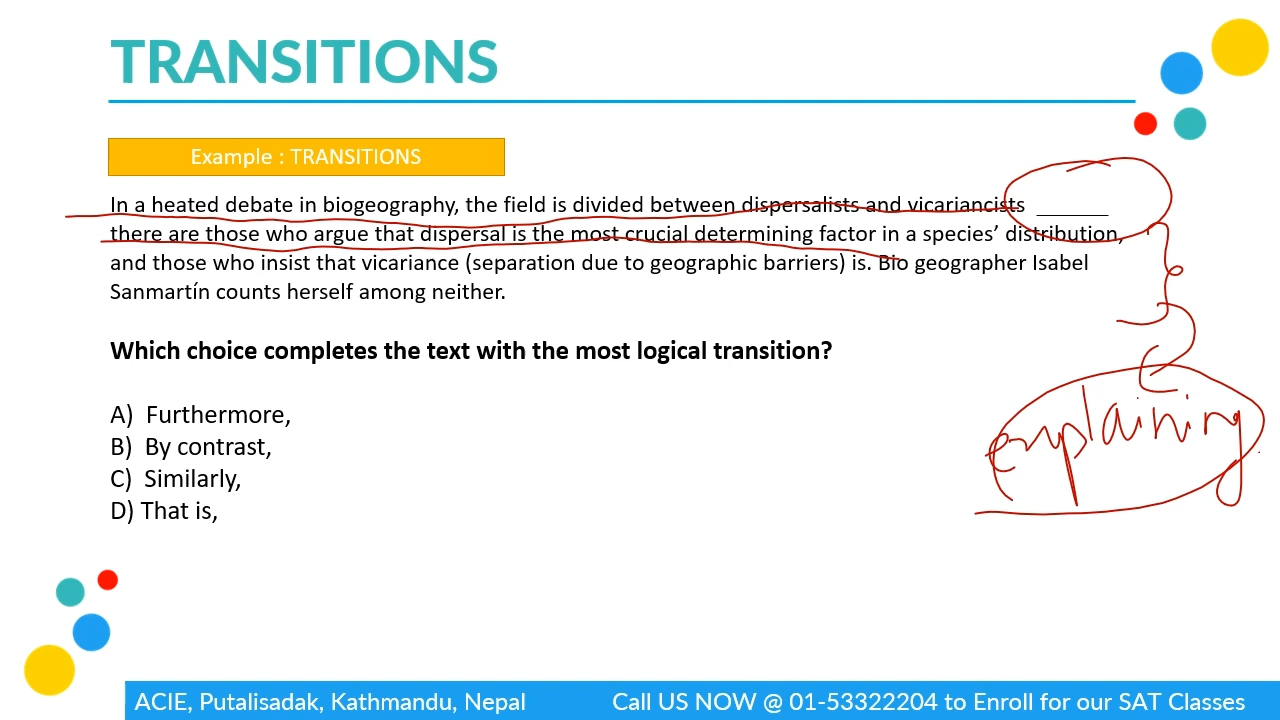 TRANSITIONS
Example : TRANSITIONS
In a heated debate in biogeography, the field is divided between dispersalists and vicariancists ______
there are those who argue that dispersal is the most crucial determining factor in a species’ distribution,
and those who insist that vicariance (separation due to geographic barriers) is. Bio geographer Isabel
Sanmartín counts herself among neither.
Which choice completes the text with the most logical transition?
A) Furthermore,
B) By contrast,
C) Similarly,
D) That is,
explaining
ACIE, Putalisadak, Kathmandu, Nepal Call US NOW @ 01-53322204 to Enroll for our SAT Classes